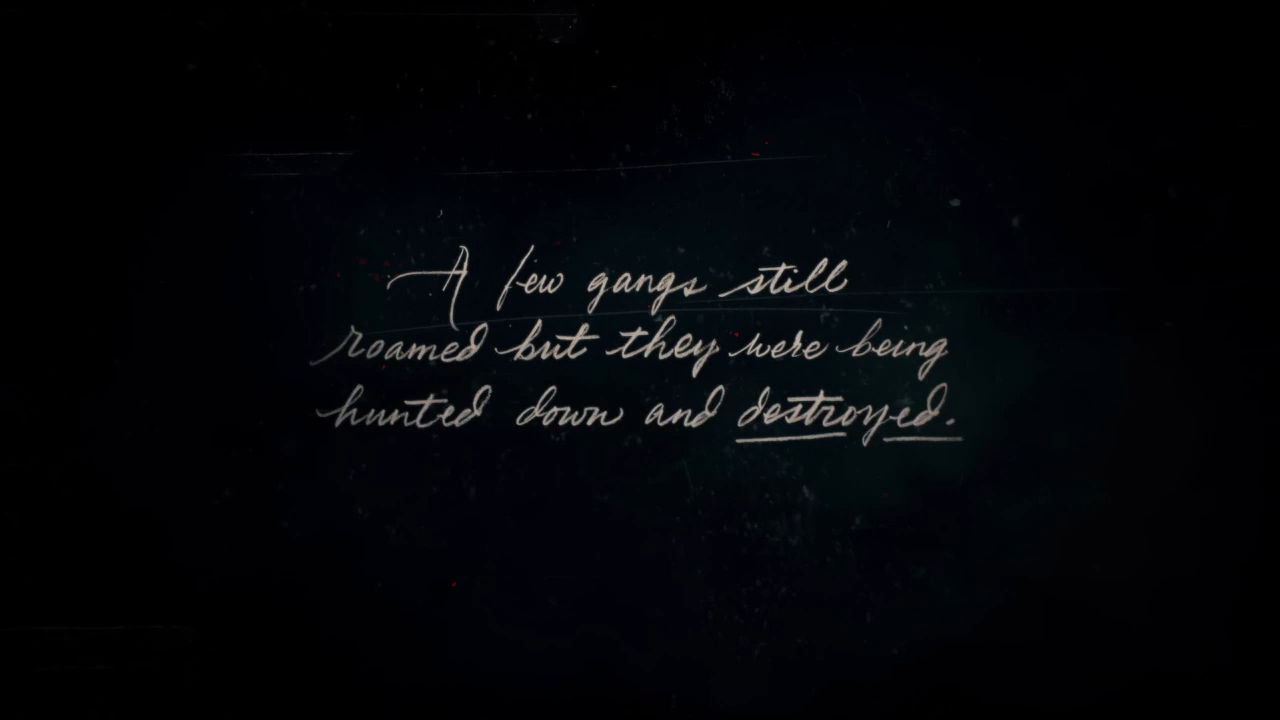 A few gangs still
roamed but they were being
hunted down and destroyed.